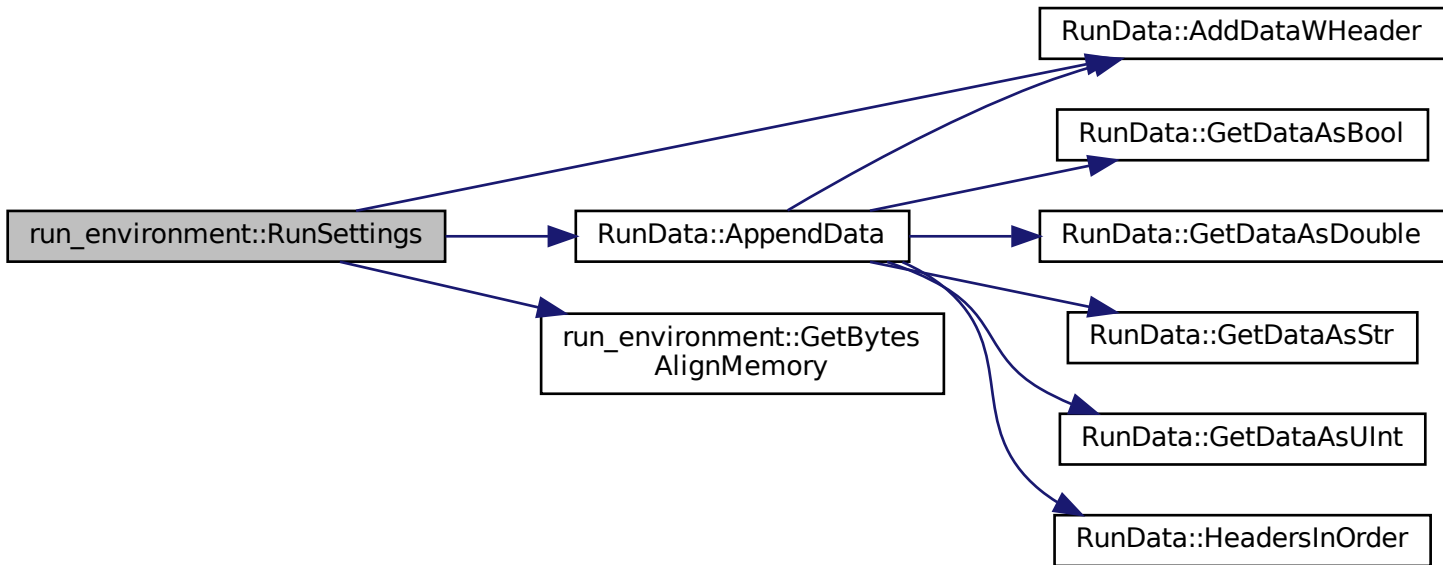 RunData::AddDataWHeader
RunData::GetDataAsBool
run_environment::RunSettings
RunData::AppendData
RunData::GetDataAsDouble
RunData::GetDataAsStr
run_environment::GetBytes
AlignMemory
RunData::GetDataAsUInt
RunData::HeadersInOrder